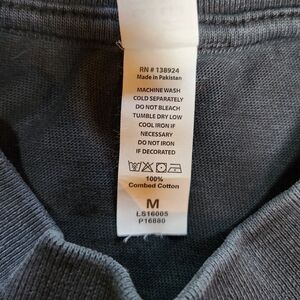 RN # 138924
Made in Pakistan
MACHINE WASH
COLD SEPARATELY
DO NOT BLEACH
TUMBLE DRY LOW
COOL IRON IF
NECESSARY
DO NOT IRON
IF DECORATED
100%
Combed Cotton
M
LS16005
P16880